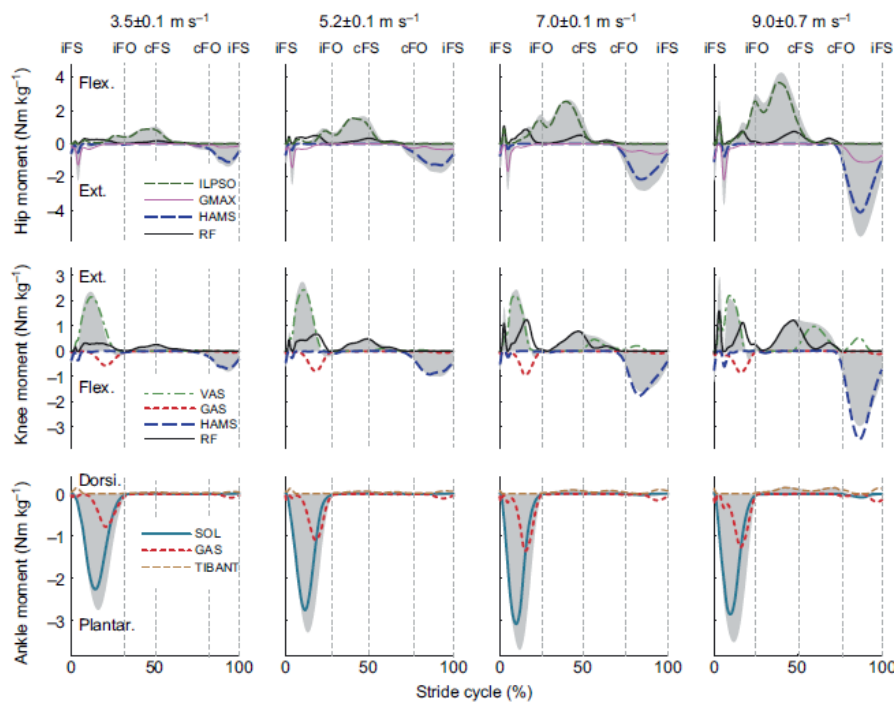 3.5±0.1 m s–1 5.2±0.1 m s–1 7.0±0.1 m s–1 9.0±0.7 m s–1
iFS iFO cFS cFO iFS iFS iFO cFS cFO iFS iFS iFO cFS cFO iFS iFS iFO cFS cFO iFS
Hip moment (Nm kg–1)
4
2
0
–2
–4
Flex.
Ext.
ILPSO
GMAX
HAMS
RF
Knee moment (Nm kg–1)
3
2
1
0
–1
–2
–3
Ext.
Flex.
VAS
GAS
HAMS
RF
Ankle moment (Nm kg–1)
0
–1
–2
–3
Dorsi.
SOL
GAS
TIBANT
Plantar.
0 50 100 0 50 100 0 50 100 0 50 100
Stride cycle (%)